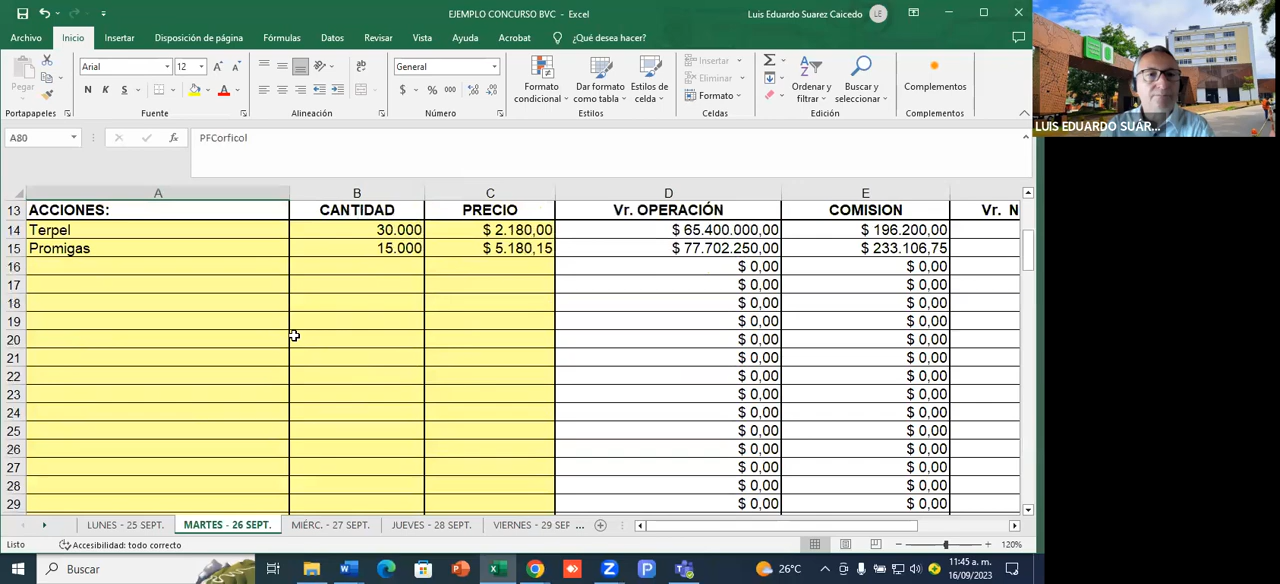 EJEMPLO CONCURSO BVC - Excel
Luis Eduardo Suarez Caicedo LE
Archivo Inicio Insertar Disposición de página Fórmulas Datos Revisar Vista Ayuda Acrobat ¿Qué desea hacer?
Pegar
Arial 12
General
N K S
Formato condicional
Dar formato como tabla
Estilos de celda
Insertar
Eliminar
Formato
Ordenar y filtrar
Buscar y seleccionar
Complementos
Portapapeles Fuente Alineación Número Estilos Celdas Edición Complementos
LUIS EDUARDO SUÁR...
A80 fx PFCorficol
A B C D E
13 ACCIONES: CANTIDAD PRECIO Vr. OPERACIÓN COMISION Vr. N
14 Terpel 30.000 $ 2.180,00 $ 65.400.000,00 $ 196.200,00
15 Promigas 15.000 $ 5.180,15 $ 77.702.250,00 $ 233.106,75
16 $ 0,00 $ 0,00
17 $ 0,00 $ 0,00
18 $ 0,00 $ 0,00
19 $ 0,00 $ 0,00
20 $ 0,00 $ 0,00
21 $ 0,00 $ 0,00
22 $ 0,00 $ 0,00
23 $ 0,00 $ 0,00
24 $ 0,00 $ 0,00
25 $ 0,00 $ 0,00
26 $ 0,00 $ 0,00
27 $ 0,00 $ 0,00
28 $ 0,00 $ 0,00
29 $ 0,00 $ 0,00
LUNES - 25 SEPT. MARTES - 26 SEPT. MIÉRC. - 27 SEPT. JUEVES - 28 SEPT. VIERNES - 29 SEF ...
Listo Accesibilidad: todo correcto 120%
Buscar 26°C 11:45 a. m.
16/09/2023